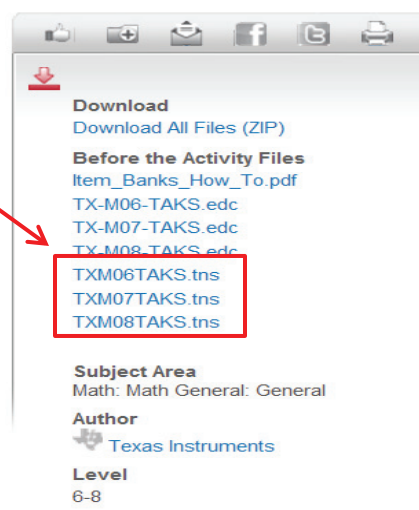 Download
Download All Files (ZIP)
Before the Activity Files
Item_Banks_How_To.pdf
TX-M06-TAKS.edc
TX-M07-TAKS.edc
TX-M08-TAKS.edc
TXM06TAKS.tns
TXM07TAKS.tns
TXM08TAKS.tns
Subject Area
Math: Math General: General
Author
Texas Instruments
Level
6-8